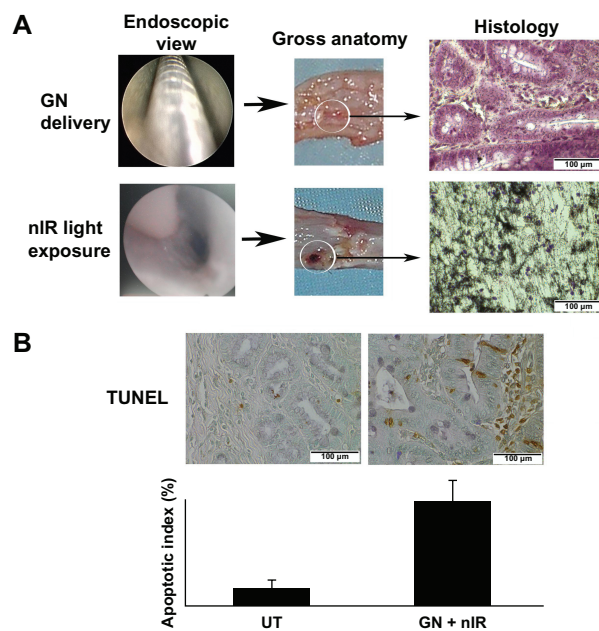 A
Endoscopic
view
Gross anatomy
Histology
GN
delivery
100 µm
nIR light
exposure
100 µm
B
TUNEL
100 µm
100 µm
Apoptotic index (%)
UT
GN + nIR